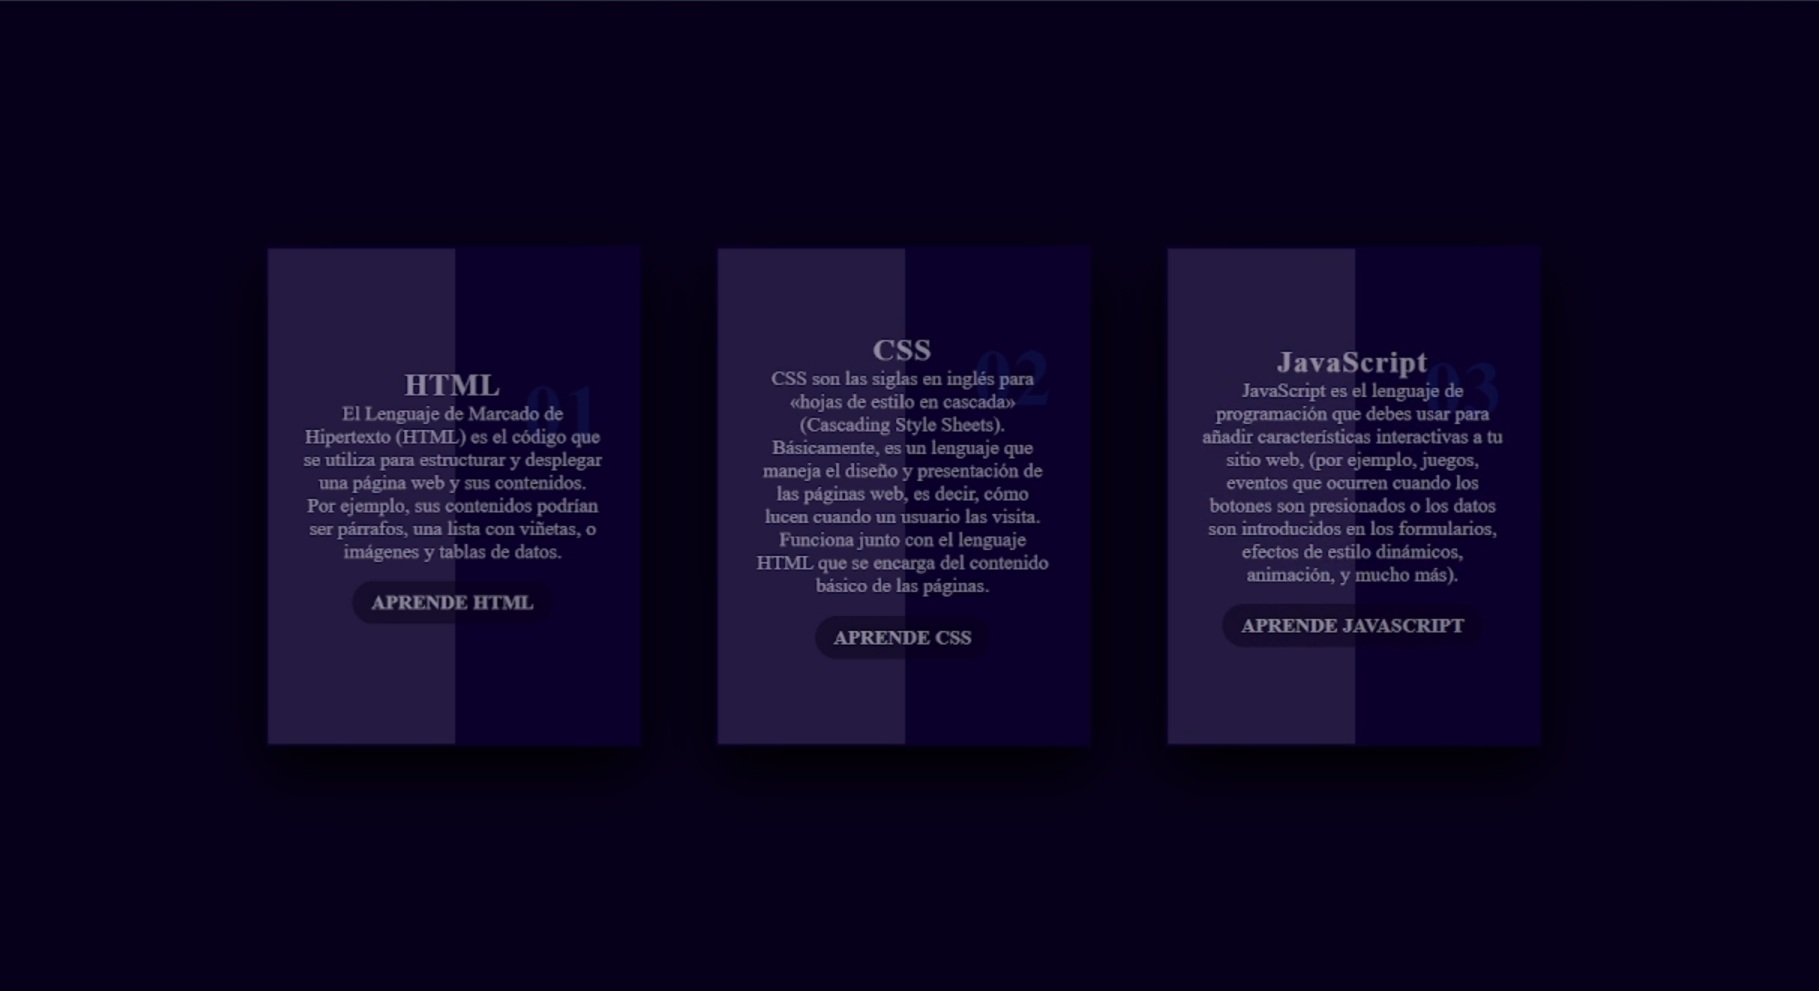 HTML
01
El Lenguaje de Marcado de
Hipertexto (HTML) es el código que
se utiliza para estructurar y desplegar
una página web y sus contenidos.
Por ejemplo, sus contenidos podrían
ser párrafos, una lista con viñetas, o
imágenes y tablas de datos.
APRENDE HTML
CSS
02
CSS son las siglas en inglés para
«hojas de estilo en cascada»
(Cascading Style Sheets).
Básicamente, es un lenguaje que
maneja el diseño y presentación de
las páginas web, es decir, cómo
lucen cuando un usuario las visita.
Funciona junto con el lenguaje
HTML que se encarga del contenido
básico de las páginas.
APRENDE CSS
JavaScript
03
JavaScript es el lenguaje de
programación que debes usar para
añadir características interactivas a tu
sitio web, (por ejemplo, juegos,
eventos que ocurren cuando los
botones son presionados o los datos
son introducidos en los formularios,
efectos de estilo dinámicos,
animación, y mucho más).
APRENDE JAVASCRIPT